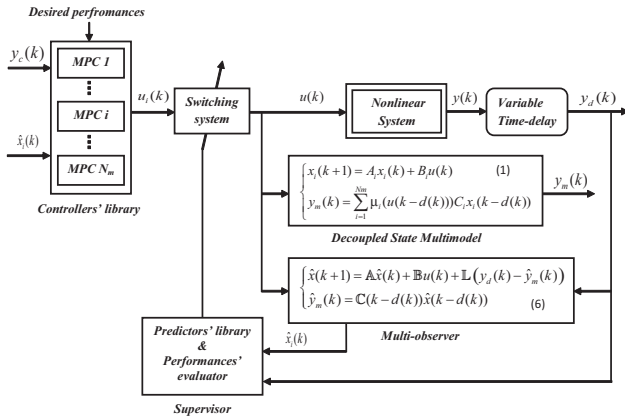 Desired perfromances
y_c(k)
MPC 1
MPC i
MPC N_m
x̂_i(k)
Controllers' library
u_i(k)
Switching
system
u(k)
Nonlinear
System
y(k)
Variable
Time-delay
y_d(k)
x_i(k+1) = A_i x_i(k) + B_i u(k) (1)
y_m(k) = ∑_{i=1}^{Nm} μ_i(u(k−d(k)))C_i x_i(k−d(k))
y_m(k)
Decoupled State Multimodel
x̂(k+1) = 𝔸x̂(k) + 𝔹u(k) + 𝕃(y_d(k) − ŷ_m(k))
ŷ_m(k) = ℂ(k−d(k))x̂(k−d(k)) (6)
Multi-observer
x̂_i(k)
Predictors' library
&
Performances'
evaluator
Supervisor